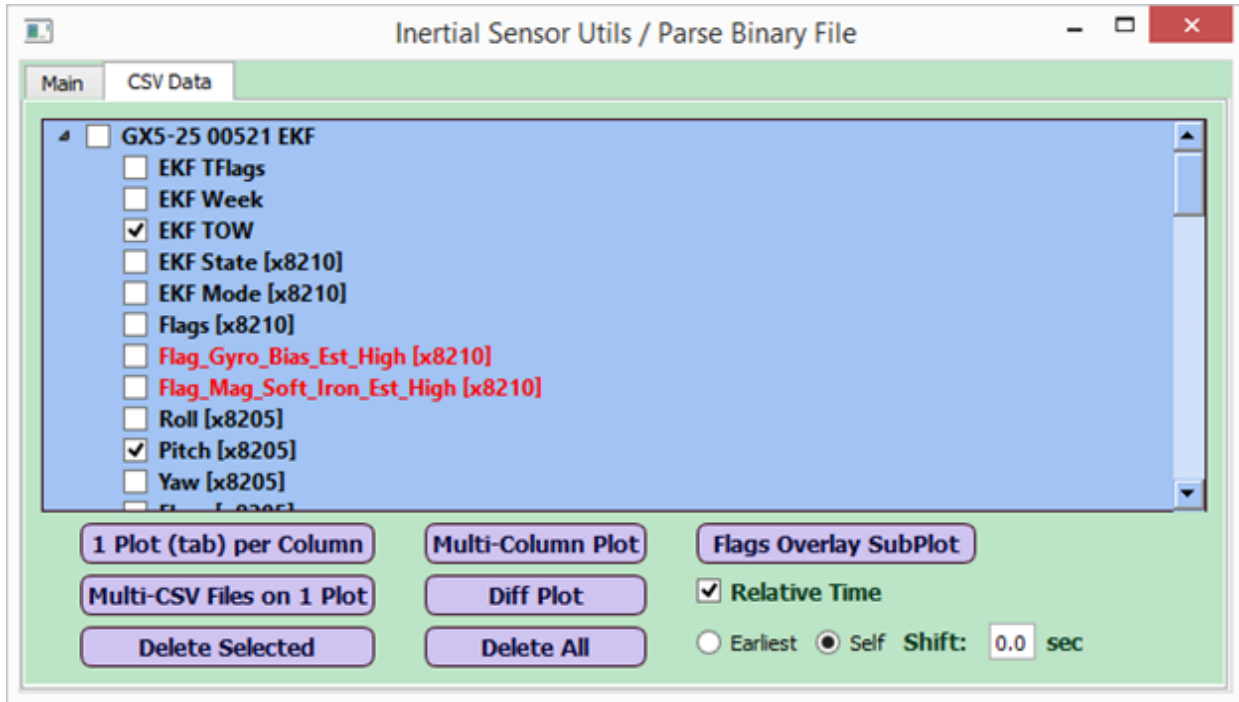 Inertial Sensor Utils / Parse Binary File
Main CSV Data
GX5-25 00521 EKF
EKF TFlags
EKF Week
EKF TOW
EKF State [x8210]
EKF Mode [x8210]
Flags [x8210]
Flag_Gyro_Bias_Est_High [x8210]
Flag_Mag_Soft_Iron_Est_High [x8210]
Roll [x8205]
Pitch [x8205]
Yaw [x8205]
1 Plot (tab) per Column Multi-Column Plot Flags Overlay SubPlot
Multi-CSV Files on 1 Plot Diff Plot Relative Time
Delete Selected Delete All Earliest Self Shift: 0.0 sec